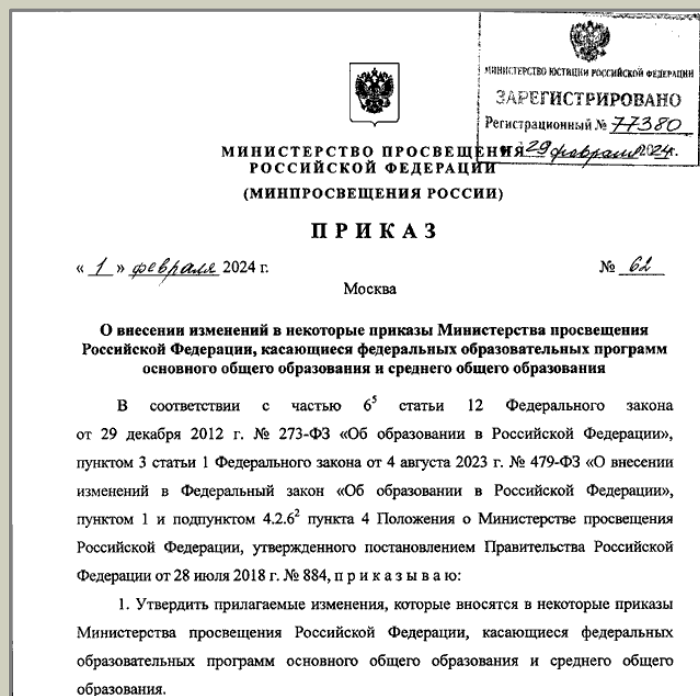 МИНИСТЕРСТВО ЮСТИЦИИ РОССИЙСКОЙ ФЕДЕРАЦИИ
ЗАРЕГИСТРИРОВАНО
Регистрационный № 77380
29 февраля 2024 г.
МИНИСТЕРСТВО ПРОСВЕЩЕНИЯ
РОССИЙСКОЙ ФЕДЕРАЦИИ
(МИНПРОСВЕЩЕНИЯ РОССИИ)
ПРИКАЗ
« 1 » февраля 2024 г. № 62
Москва
О внесении изменений в некоторые приказы Министерства просвещения
Российской Федерации, касающиеся федеральных образовательных программ
основного общего образования и среднего общего образования
В соответствии с частью 6⁵ статьи 12 Федерального закона
от 29 декабря 2012 г. № 273-ФЗ «Об образовании в Российской Федерации»,
пунктом 3 статьи 1 Федерального закона от 4 августа 2023 г. № 479-ФЗ «О внесении
изменений в Федеральный закон «Об образовании в Российской Федерации»,
пунктом 1 и подпунктом 4.2.6² пункта 4 Положения о Министерстве просвещения
Российской Федерации, утвержденного постановлением Правительства Российской
Федерации от 28 июля 2018 г. № 884, п р и к а з ы в а ю:
1. Утвердить прилагаемые изменения, которые вносятся в некоторые приказы
Министерства просвещения Российской Федерации, касающиеся федеральных
образовательных программ основного общего образования и среднего общего
образования.